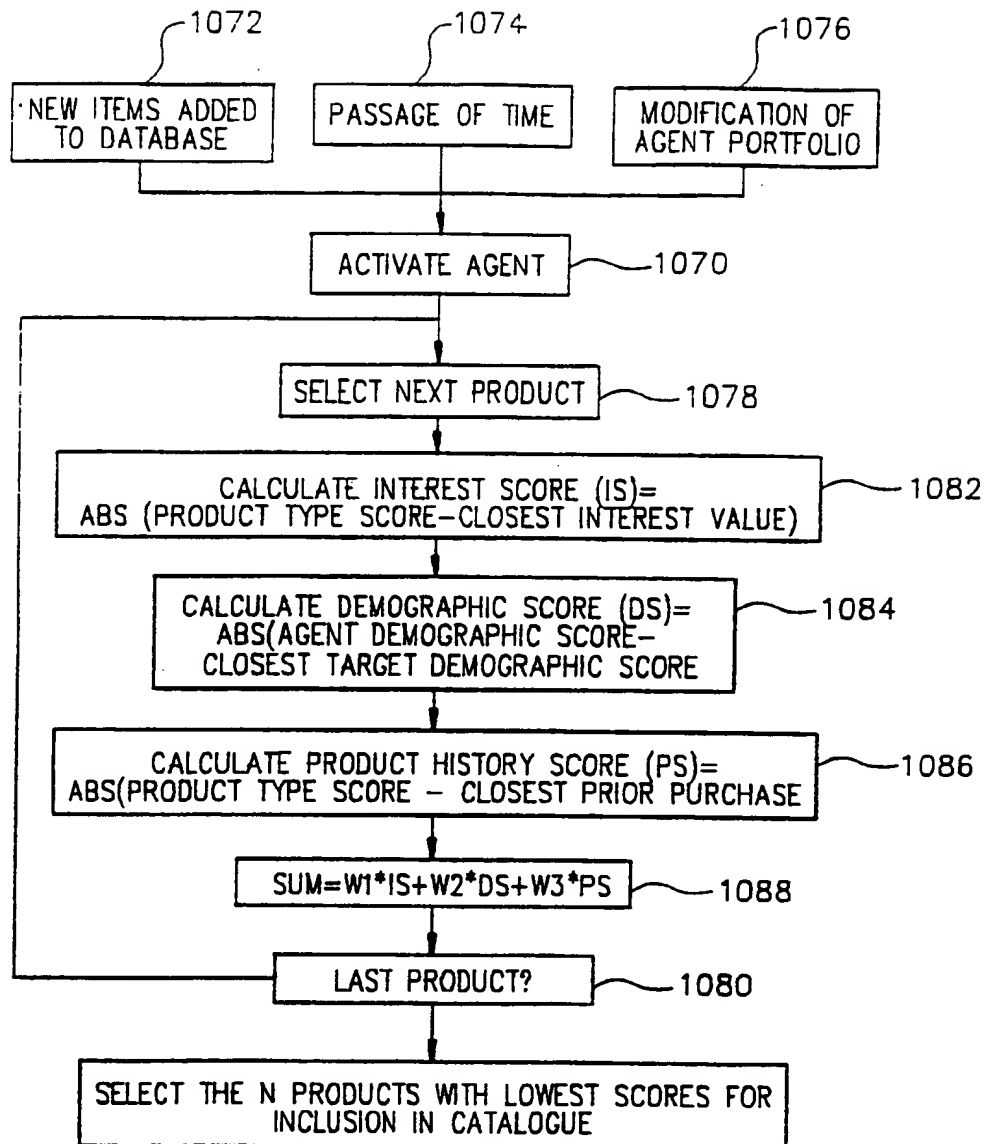 1072
1074
1076
NEW ITEMS ADDED
TO DATABASE
PASSAGE OF TIME
MODIFICATION OF
AGENT PORTFOLIO
ACTIVATE AGENT
1070
SELECT NEXT PRODUCT
1078
CALCULATE INTEREST SCORE (IS)=
ABS (PRODUCT TYPE SCORE-CLOSEST INTEREST VALUE)
1082
CALCULATE DEMOGRAPHIC SCORE (DS)=
ABS(AGENT DEMOGRAPHIC SCORE-
CLOSEST TARGET DEMOGRAPHIC SCORE
1084
CALCULATE PRODUCT HISTORY SCORE (PS)=
ABS(PRODUCT TYPE SCORE - CLOSEST PRIOR PURCHASE
1086
SUM=W1*IS+W2*DS+W3*PS
1088
LAST PRODUCT?
1080
SELECT THE N PRODUCTS WITH LOWEST SCORES FOR
INCLUSION IN CATALOGUE